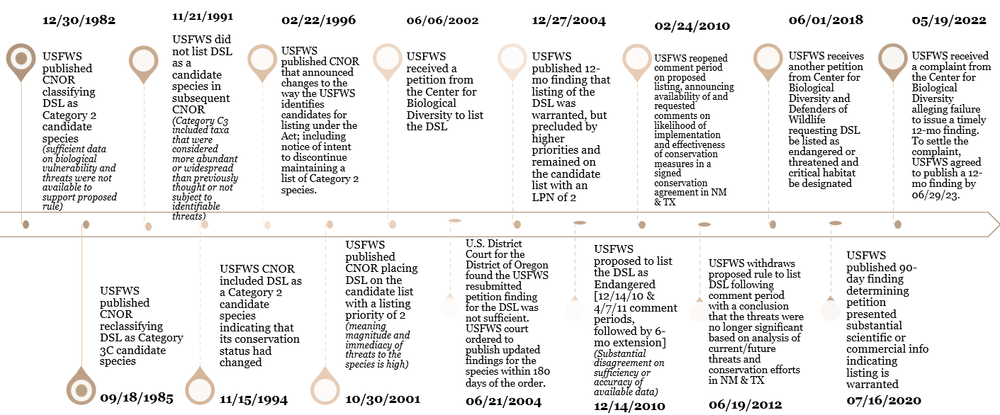 12/30/1982
USFWS
published
CNOR
classifying
DSL as
Category 2
candidate
species
(sufficient data
on biological
vulnerability and
threats were not
available to
support proposed
rule)
11/21/1991
USFWS did
not list DSL
as a
candidate
species in
subsequent
CNOR
(Category C3
included taxa
that were
considered
more abundant
or widespread
than previously
thought or not
subject to
identifiable
threats)
02/22/1996
USFWS
published CNOR
that announced
changes to the
way the USFWS
identifies
candidates for
listing under the
Act; including
notice of intent
to discontinue
maintaining a
list of Category 2
species.
06/06/2002
USFWS
received a
petition from
the Center for
Biological
Diversity to list
the DSL
12/27/2004
USFWS
published 12-
mo finding that
listing of the
DSL was
warranted, but
precluded by
higher
priorities and
remained on
the candidate
list with an
LPN of 2
02/24/2010
USFWS reopened
comment period
on proposed
listing, announcing
availability of and
requested
comments on
likelihood of
implementation
and effectiveness
of conservation
measures in a
signed
conservation
agreement in NM
& TX
06/01/2018
USFWS receives
another petition
from Center for
Biological
Diversity and
Defenders of
Wildlife
requesting DSL
be listed as
endangered or
threatened and
critical habitat
be designated
05/19/2022
USFWS received
a complaint from
the Center for
Biological
Diversity
alleging failure
to issue a timely
12-mo finding.
To settle the
complaint,
USFWS agreed
to publish a 12-
mo finding by
06/29/23.
USFWS
published
CNOR
reclassifying
DSL as Category
3C candidate
species
09/18/1985
USFWS CNOR
included DSL as
a Category 2
candidate
species
indicating that
its conservation
status had
changed
11/15/1994
USFWS
published
CNOR placing
DSL on the
candidate list
with a listing
priority of 2
(meaning
magnitude and
immediacy of
threats to the
species is high)
10/30/2001
U.S. District
Court for the
District of Oregon
found the USFWS
resubmitted
petition finding
for the DSL was
not sufficient.
USFWS court
ordered to
publish updated
findings for the
species within 180
days of the order.
06/21/2004
USFWS
proposed to list
the DSL as
Endangered
[12/14/10 &
4/7/11 comment
periods,
followed by 6-
mo extension]
(Substantial
disagreement on
sufficiency or
accuracy of
available data)
12/14/2010
USFWS withdraws
proposed rule to list
DSL following
comment period
with a conclusion
that the threats were
no longer significant
based on analysis of
current/future
threats and
conservation efforts
in NM & TX
06/19/2012
USFWS
published 90-
day finding
determining
petition
presented
substantial
scientific or
commercial info
indicating
listing is
warranted
07/16/2020